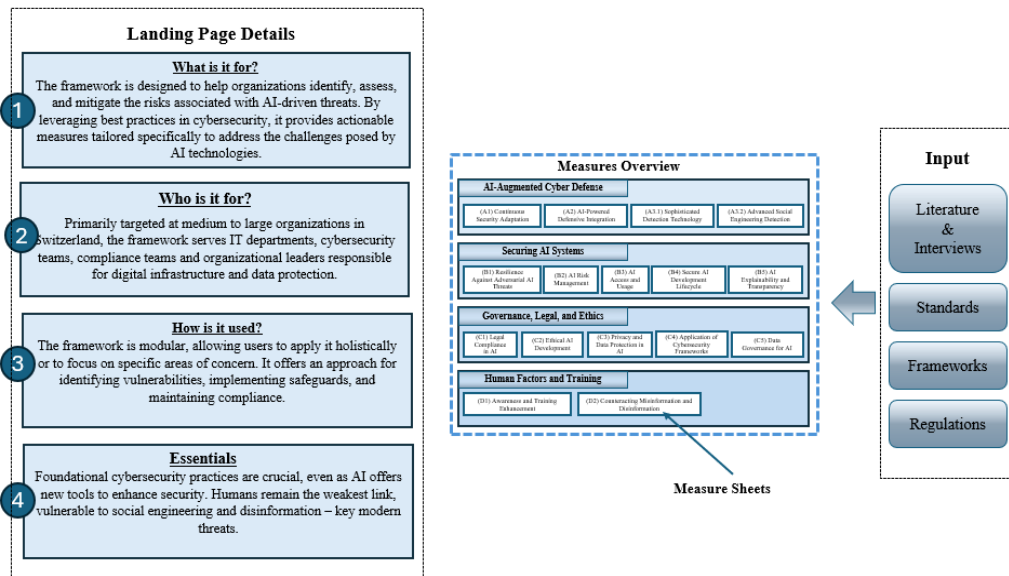 Landing Page Details
What is it for?
The framework is designed to help organizations identify, assess,
and mitigate the risks associated with AI-driven threats. By
leveraging best practices in cybersecurity, it provides actionable
measures tailored specifically to address the challenges posed by
AI technologies.
1
Who is it for?
Primarily targeted at medium to large organizations in
Switzerland, the framework serves IT departments, cybersecurity
teams, compliance teams and organizational leaders responsible
for digital infrastructure and data protection.
2
How is it used?
The framework is modular, allowing users to apply it holistically
or to focus on specific areas of concern. It offers an approach for
identifying vulnerabilities, implementing safeguards, and
maintaining compliance.
3
Essentials
Foundational cybersecurity practices are crucial, even as AI offers
new tools to enhance security. Humans remain the weakest link,
vulnerable to social engineering and disinformation – key modern
threats.
4
Measures Overview
AI-Augmented Cyber Defense
(A1) Continuous
Security Adaptation
(A2) AI-Powered
Defensive Integration
(A3.1) Sophisticated
Detection Technology
(A3.2) Advanced Social
Engineering Detection
Securing AI Systems
(B1) Resilience
Against Adversarial AI
Threats
(B2) AI Risk
Management
(B3) AI
Access and
Usage
(B4) Secure AI
Development
Lifecycle
(B5) AI
Explainability and
Transparency
Governance, Legal, and Ethics
(C1) Legal
Compliance
in AI
(C2) Ethical AI
Development
(C3) Privacy and
Data Protection in
AI
(C4) Application of
Cybersecurity
Frameworks
(C5) Data
Governance for AI
Human Factors and Training
(D1) Awareness and Training
Enhancement
(D2) Counteracting Misinformation and
Disinformation
Measure Sheets
Input
Literature
&
Interviews
Standards
Frameworks
Regulations